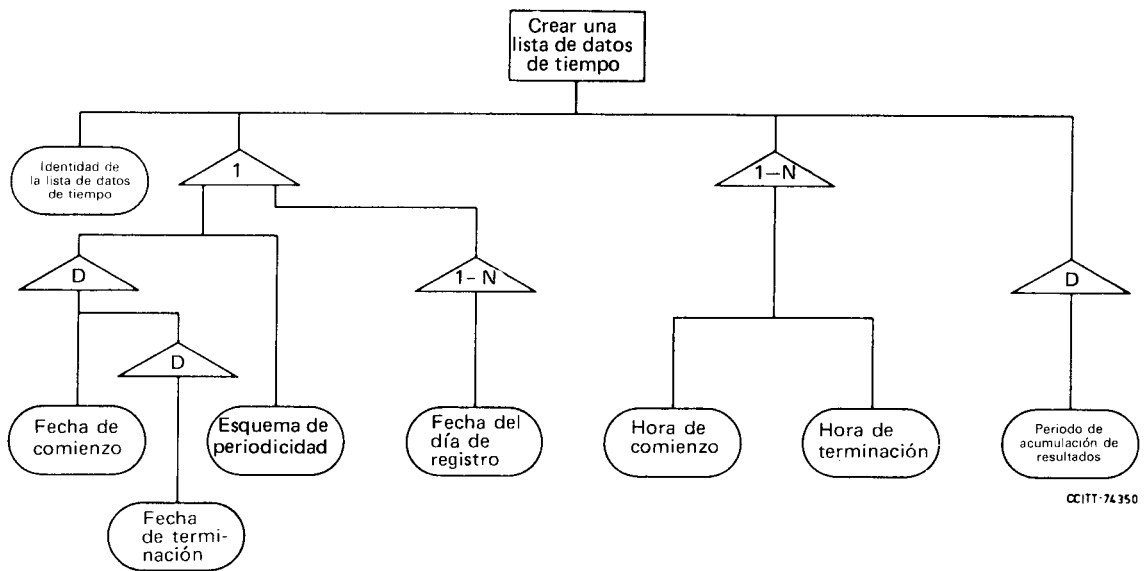 Crear una
lista de datos
de tiempo
Identidad de
la lista de datos
de tiempo
1
1-N
D
1-N
D
D
Fecha de
comienzo
Esquema de
periodicidad
Fecha del
día de
registro
Hora de
comienzo
Hora de
terminación
Periodo de
acumulación de
resultados
Fecha
de termi-
nación
CCITT-74350